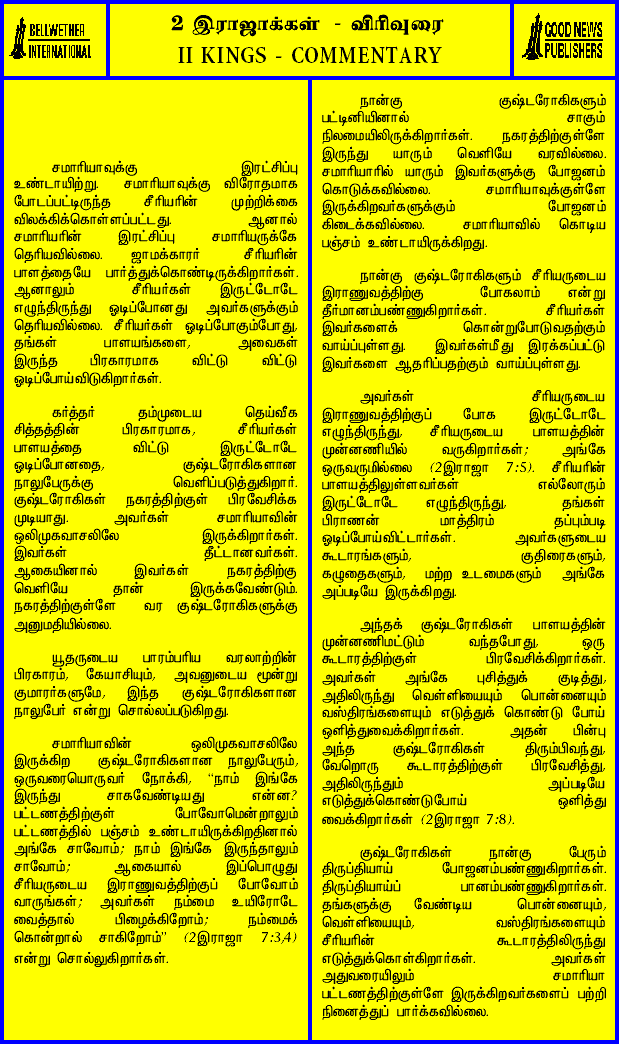 BELLWETHER
INTERNATIONAL
2 இராஜாக்கள் - விரிவுரை
II KINGS - COMMENTARY
GOOD NEWS
PUBLISHERS
சமாரியாவுக்கு இரட்சிப்பு
உண்டாயிற்று. சமாரியாவுக்கு விரோதமாக
போடப்பட்டிருந்த சீரியரின் முற்றிக்கை
விலக்கிக்கொள்ளப்பட்டது. ஆனால்
சமாரியரின் இரட்சிப்பு சமாரியருக்கே
தெரியவில்லை. ஜாமக்காரர் சீரியரின்
பாளத்தையே பார்த்துக்கொண்டிருக்கிறார்கள்.
ஆனாலும் சீரியர்கள் இருட்டோடே
எழுந்திருந்து ஓடிப்போனது அவர்களுக்கும்
தெரியவில்லை. சீரியர்கள் ஓடிப்போகும்போது,
தங்கள் பாளயங்களை, அவைகள்
இருந்த பிரகாரமாக விட்டு விட்டு
ஓடிப்போய்விடுகிறார்கள்.
கர்த்தர் தம்முடைய தெய்வீக
சித்தத்தின் பிரகாரமாக, சீரியர்கள்
பாளயத்தை விட்டு இருட்டோடே
ஓடிப்போனதை, குஷ்டரோகிகளான
நாலுபேருக்கு வெளிப்படுத்துகிறார்.
குஷ்டரோகிகள் நகரத்திற்குள் பிரவேசிக்க
முடியாது. அவர்கள் சமாரியாவின்
ஒலிமுகவாசலிலே இருக்கிறார்கள்.
இவர்கள் தீட்டானவர்கள்.
ஆகையினால் இவர்கள் நகரத்திற்கு
வெளியே தான் இருக்கவேண்டும்.
நகரத்திற்குள்ளே வர குஷ்டரோகிகளுக்கு
அனுமதியில்லை.
யூதருடைய பாரம்பரிய வரலாற்றின்
பிரகாரம், கேயாசியும், அவனுடைய மூன்று
குமாரர்களுமே, இந்த குஷ்டரோகிகளான
நாலுபேர் என்று சொல்லப்படுகிறது.
சமாரியாவின் ஒலிமுகவாசலிலே
இருக்கிற குஷ்டரோகிகளான நாலுபேரும்,
ஒருவரையொருவர் நோக்கி, “நாம் இங்கே
இருந்து சாகவேண்டியது என்ன?
பட்டணத்திற்குள் போவோமென்றாலும்
பட்டணத்தில் பஞ்சம் உண்டாயிருக்கிறதினால்
அங்கே சாவோம்; நாம் இங்கே இருந்தாலும்
சாவோம்; ஆகையால் இப்பொழுது
சீரியருடைய இராணுவத்திற்குப் போவோம்
வாருங்கள்; அவர்கள் நம்மை உயிரோடே
வைத்தால் பிழைக்கிறோம்; நம்மைக்
கொன்றால் சாகிறோம்” (2இராஜா 7:3,4)
என்று சொல்லுகிறார்கள்.
நான்கு குஷ்டரோகிகளும்
பட்டினியினால் சாகும்
நிலமையிலிருக்கிறார்கள். நகரத்திற்குள்ளே
இருந்து யாரும் வெளியே வரவில்லை.
சமாரியாரில் யாரும் இவர்களுக்கு போஜனம்
கொடுக்கவில்லை. சமாரியாவுக்குள்ளே
இருக்கிறவர்களுக்கும் போஜனம்
கிடைக்கவில்லை. சமாரியாவில் கொடிய
பஞ்சம் உண்டாயிருக்கிறது.
நான்கு குஷ்டரோகிகளும் சீரியருடைய
இராணுவத்திற்கு போகலாம் என்று
தீர்மானம்பண்ணுகிறார்கள். சீரியர்கள்
இவர்களைக் கொன்றுபோடுவதற்கும்
வாய்ப்புள்ளது. இவர்கள்மீது இரக்கப்பட்டு
இவர்களை ஆதரிப்பதற்கும் வாய்ப்புள்ளது.
அவர்கள் சீரியருடைய
இராணுவத்திற்குப் போக இருட்டோடே
எழுந்திருந்து, சீரியருடைய பாளயத்தின்
முன்னணியில் வருகிறார்கள்; அங்கே
ஒருவருமில்லை (2இராஜா 7:5). சீரியரின்
பாளயத்திலுள்ளவர்கள் எல்லோரும்
இருட்டோடே எழுந்திருந்து, தங்கள்
பிராணன் மாத்திரம் தப்பும்படி
ஓடிப்போய்விட்டார்கள். அவர்களுடைய
கூடாரங்களும், குதிரைகளும்,
கழுதைகளும், மற்ற உடமைகளும் அங்கே
அப்படியே இருக்கிறது.
அந்தக் குஷ்டரோகிகள் பாளயத்தின்
முன்னணிமட்டும் வந்தபோது, ஒரு
கூடாரத்திற்குள் பிரவேசிக்கிறார்கள்.
அவர்கள் அங்கே புசித்துக் குடித்து,
அதிலிருந்து வெள்ளியையும் பொன்னையும்
வஸ்திரங்களையும் எடுத்துக் கொண்டு போய்
ஒளித்துவைக்கிறார்கள். அதன் பின்பு
அந்த குஷ்டரோகிகள் திரும்பிவந்து,
வேறொரு கூடாரத்திற்குள் பிரவேசித்து,
அதிலிருந்தும் அப்படியே
எடுத்துக்கொண்டுபோய் ஒளித்து
வைக்கிறார்கள் (2இராஜா 7:8).
குஷ்டரோகிகள் நான்கு பேரும்
திருப்தியாய் போஜனம்பண்ணுகிறார்கள்.
திருப்தியாய்ப் பானம்பண்ணுகிறார்கள்.
தங்களுக்கு வேண்டிய பொன்னையும்,
வெள்ளியையும், வஸ்திரங்களையும்
சீரியரின் கூடாரத்திலிருந்து
எடுத்துக்கொள்கிறார்கள். அவர்கள்
அதுவரையிலும் சமாரியா
பட்டணத்திற்குள்ளே இருக்கிறவர்களைப் பற்றி
நினைத்துப் பார்க்கவில்லை.